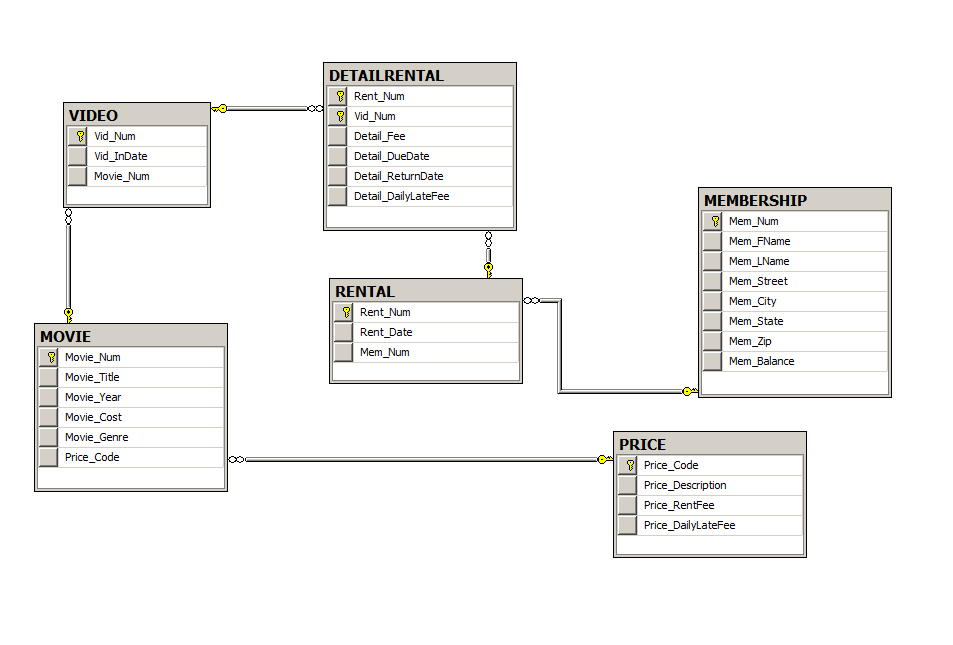 DETAILRENTAL
Rent_Num
Vid_Num
Detail_Fee
Detail_DueDate
Detail_ReturnDate
Detail_DailyLateFee
VIDEO
Vid_Num
Vid_InDate
Movie_Num
MEMBERSHIP
Mem_Num
Mem_FName
Mem_LName
Mem_Street
Mem_City
Mem_State
Mem_Zip
Mem_Balance
RENTAL
Rent_Num
Rent_Date
Mem_Num
MOVIE
Movie_Num
Movie_Title
Movie_Year
Movie_Cost
Movie_Genre
Price_Code
PRICE
Price_Code
Price_Description
Price_RentFee
Price_DailyLateFee